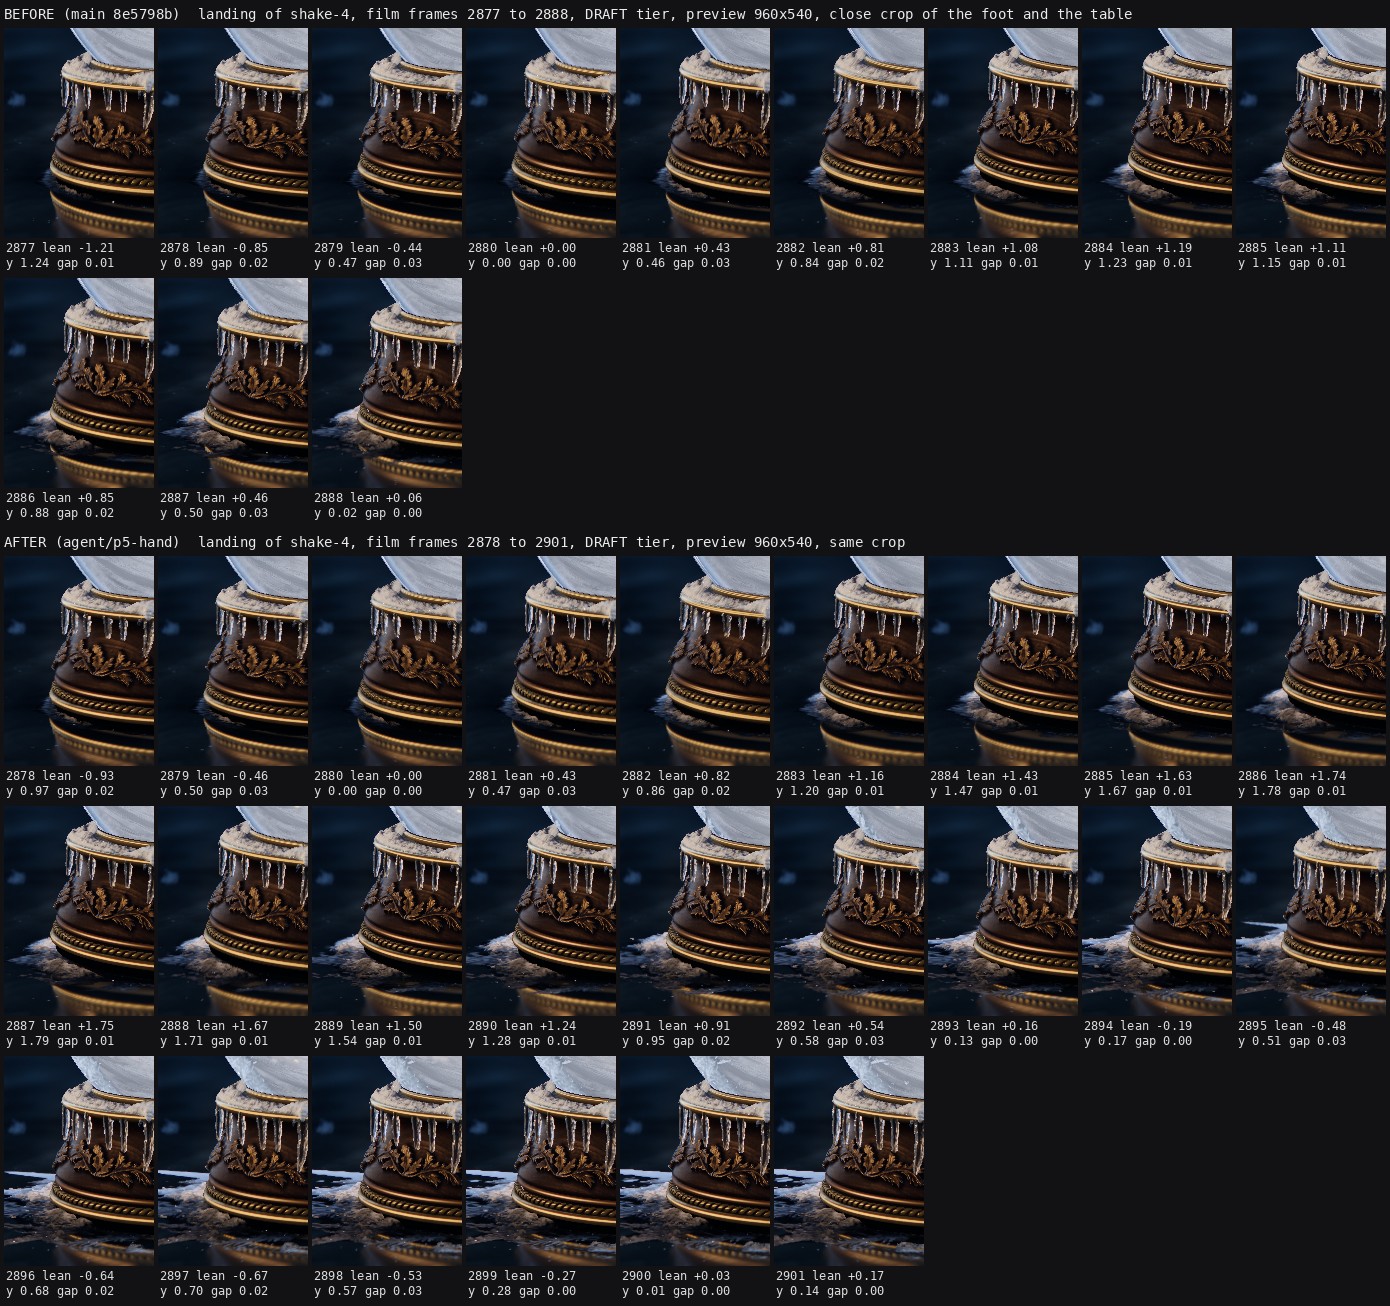 BEFORE (main 8e5798b)  landing of shake-4, film frames 2877 to 2888, DRAFT tier, preview 960x540, close crop of the foot and the table
2877 lean -1.21
y 1.24 gap 0.01
2878 lean -0.85
y 0.89 gap 0.02
2879 lean -0.44
y 0.47 gap 0.03
2880 lean +0.00
y 0.00 gap 0.00
2881 lean +0.43
y 0.46 gap 0.03
2882 lean +0.81
y 0.84 gap 0.02
2883 lean +1.08
y 1.11 gap 0.01
2884 lean +1.19
y 1.23 gap 0.01
2885 lean +1.11
y 1.15 gap 0.01
2886 lean +0.85
y 0.88 gap 0.02
2887 lean +0.46
y 0.50 gap 0.03
2888 lean +0.06
y 0.02 gap 0.00
AFTER (agent/p5-hand)  landing of shake-4, film frames 2878 to 2901, DRAFT tier, preview 960x540, same crop
2878 lean -0.93
y 0.97 gap 0.02
2879 lean -0.46
y 0.50 gap 0.03
2880 lean +0.00
y 0.00 gap 0.00
2881 lean +0.43
y 0.47 gap 0.03
2882 lean +0.82
y 0.86 gap 0.02
2883 lean +1.16
y 1.20 gap 0.01
2884 lean +1.43
y 1.47 gap 0.01
2885 lean +1.63
y 1.67 gap 0.01
2886 lean +1.74
y 1.78 gap 0.01
2887 lean +1.75
y 1.79 gap 0.01
2888 lean +1.67
y 1.71 gap 0.01
2889 lean +1.50
y 1.54 gap 0.01
2890 lean +1.24
y 1.28 gap 0.01
2891 lean +0.91
y 0.95 gap 0.02
2892 lean +0.54
y 0.58 gap 0.03
2893 lean +0.16
y 0.13 gap 0.00
2894 lean -0.19
y 0.17 gap 0.00
2895 lean -0.48
y 0.51 gap 0.03
2896 lean -0.64
y 0.68 gap 0.02
2897 lean -0.67
y 0.70 gap 0.02
2898 lean -0.53
y 0.57 gap 0.03
2899 lean -0.27
y 0.28 gap 0.00
2900 lean +0.03
y 0.01 gap 0.00
2901 lean +0.17
y 0.14 gap 0.00